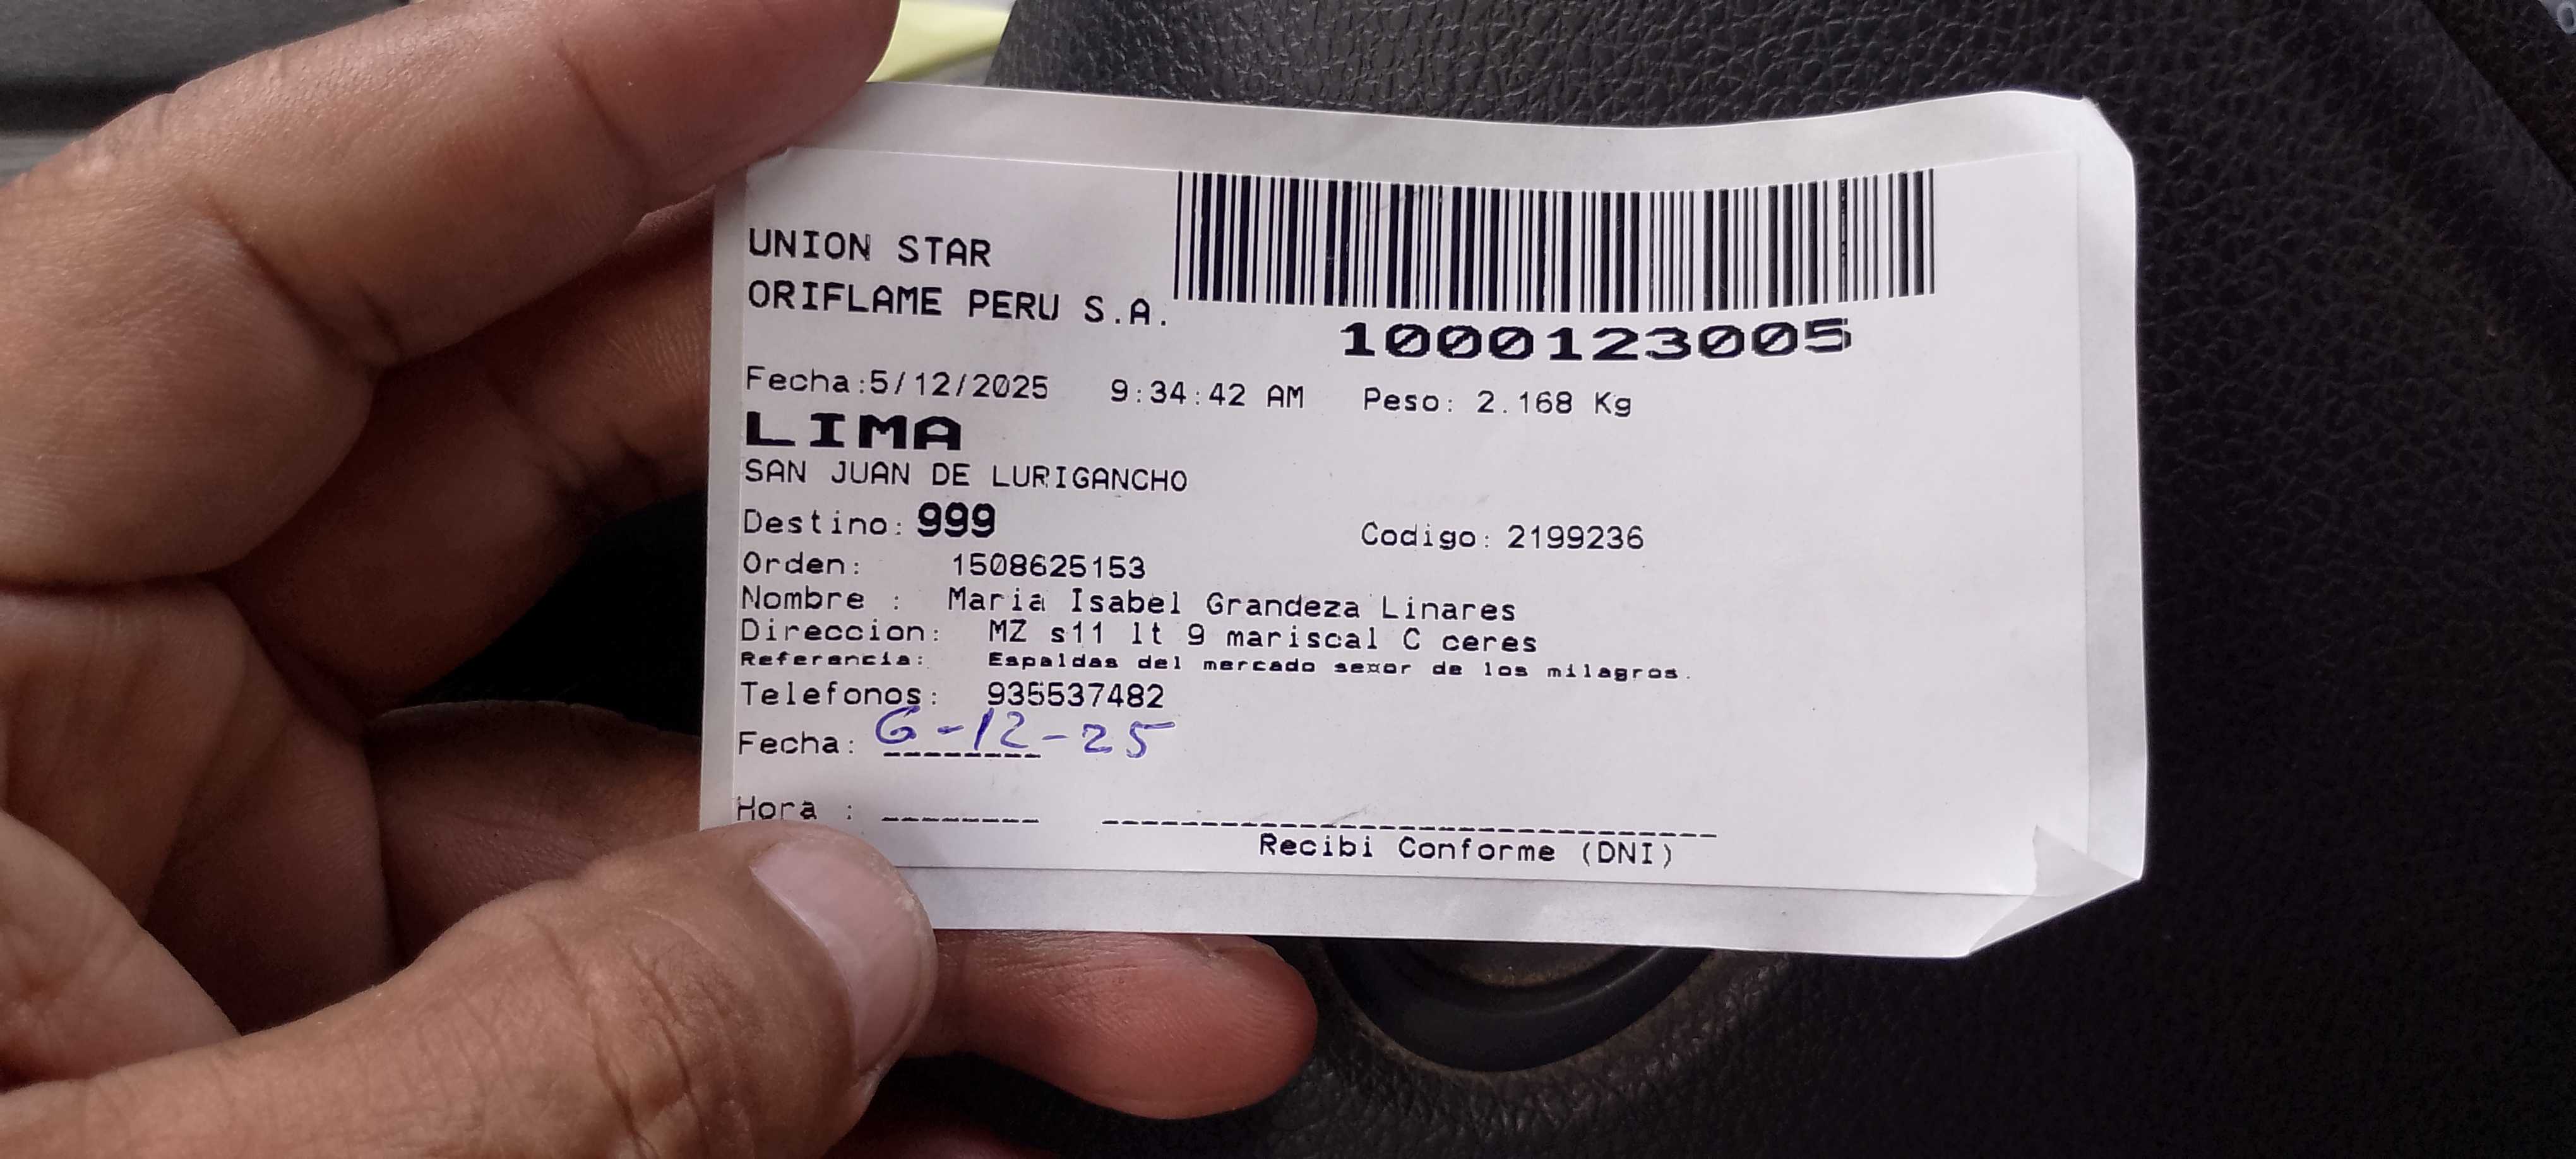 UNION STAR
ORIFLAME PERU S.A.
1000123005
Fecha:5/12/2025 9:34:42 AM Peso: 2.168 Kg
LIMA
SAN JUAN DE LURIGANCHO
Destino: 999 Codigo: 2199236
Orden: 1508625153
Nombre : Maria Isabel Grandeza Linares
Direccion: MZ s11 lt 9 mariscal C ceres
Referencia: Espaldas del mercado se¤or de los milagros.
Telefonos: 935537482
Fecha: 6-12-25
Hora : --------
Recibi Conforme (DNI)